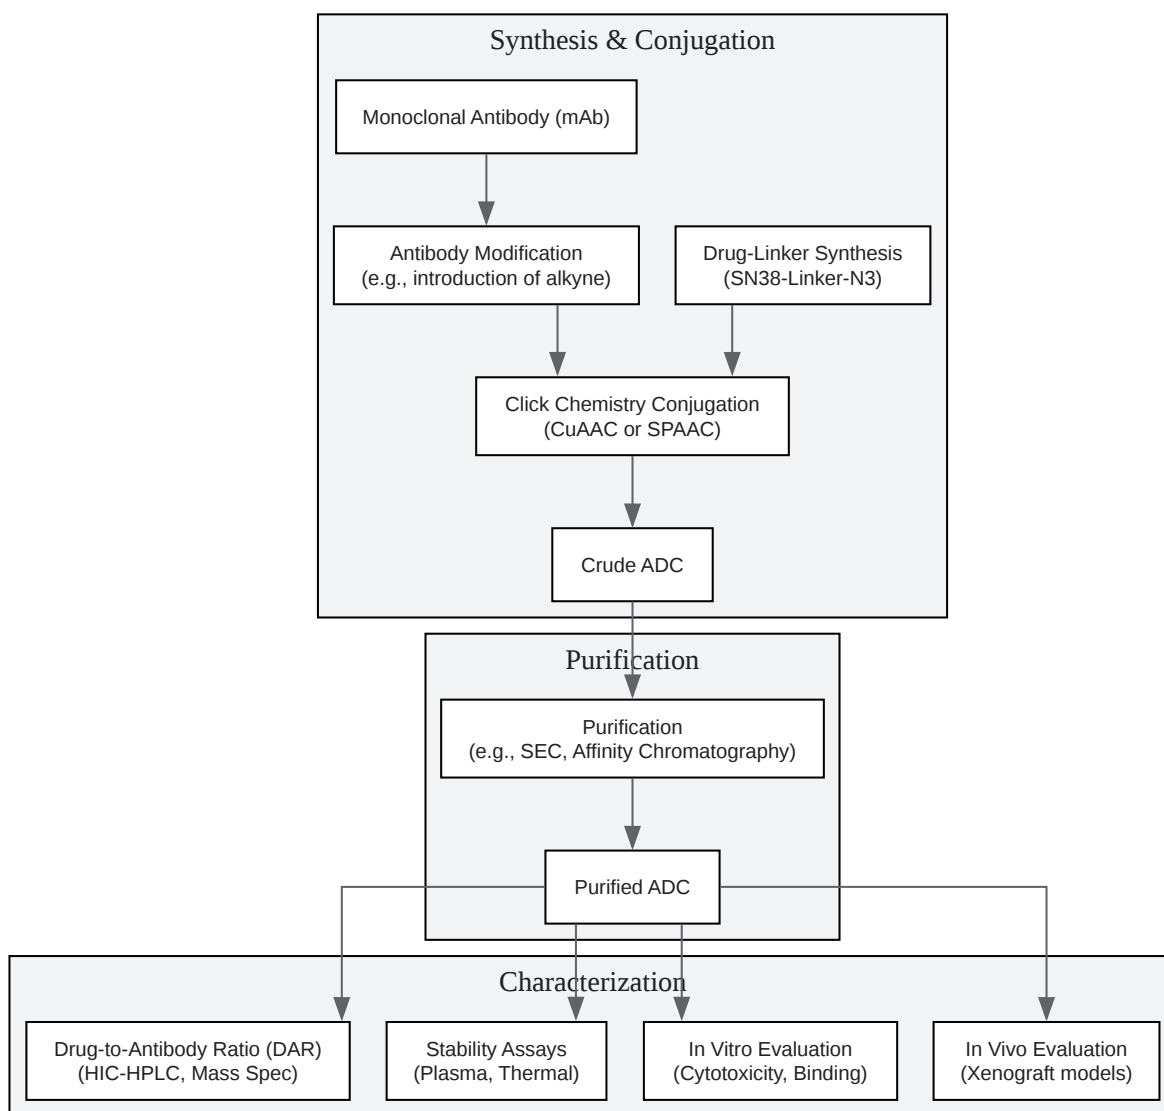 Synthesis & Conjugation
Monoclonal Antibody (mAb)
Antibody Modification
(e.g., introduction of alkyne)
Drug-Linker Synthesis
(SN38-Linker-N3)
Click Chemistry Conjugation
(CuAAC or SPAAC)
Crude ADC
Purification
Purification
(e.g., SEC, Affinity Chromatography)
Purified ADC
Characterization
Drug-to-Antibody Ratio (DAR)
(HIC-HPLC, Mass Spec)
Stability Assays
(Plasma, Thermal)
In Vitro Evaluation
(Cytotoxicity, Binding)
In Vivo Evaluation
(Xenograft models)